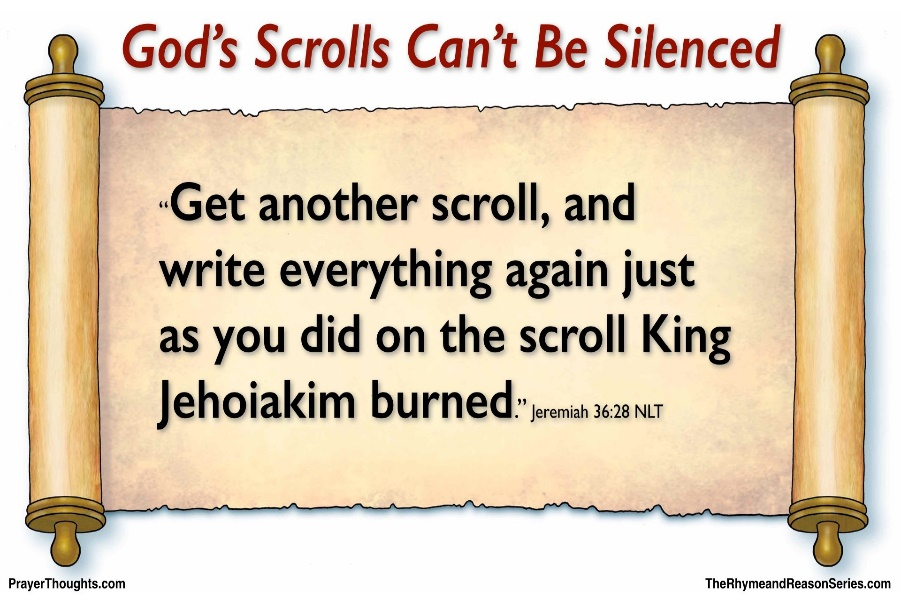 God's Scrolls Can't Be Silenced
“Get another scroll, and
write everything again just
as you did on the scroll King
Jehoiakim burned.” Jeremiah 36:28 NLT
PrayerThoughts.com
TheRhymeandReasonSeries.com